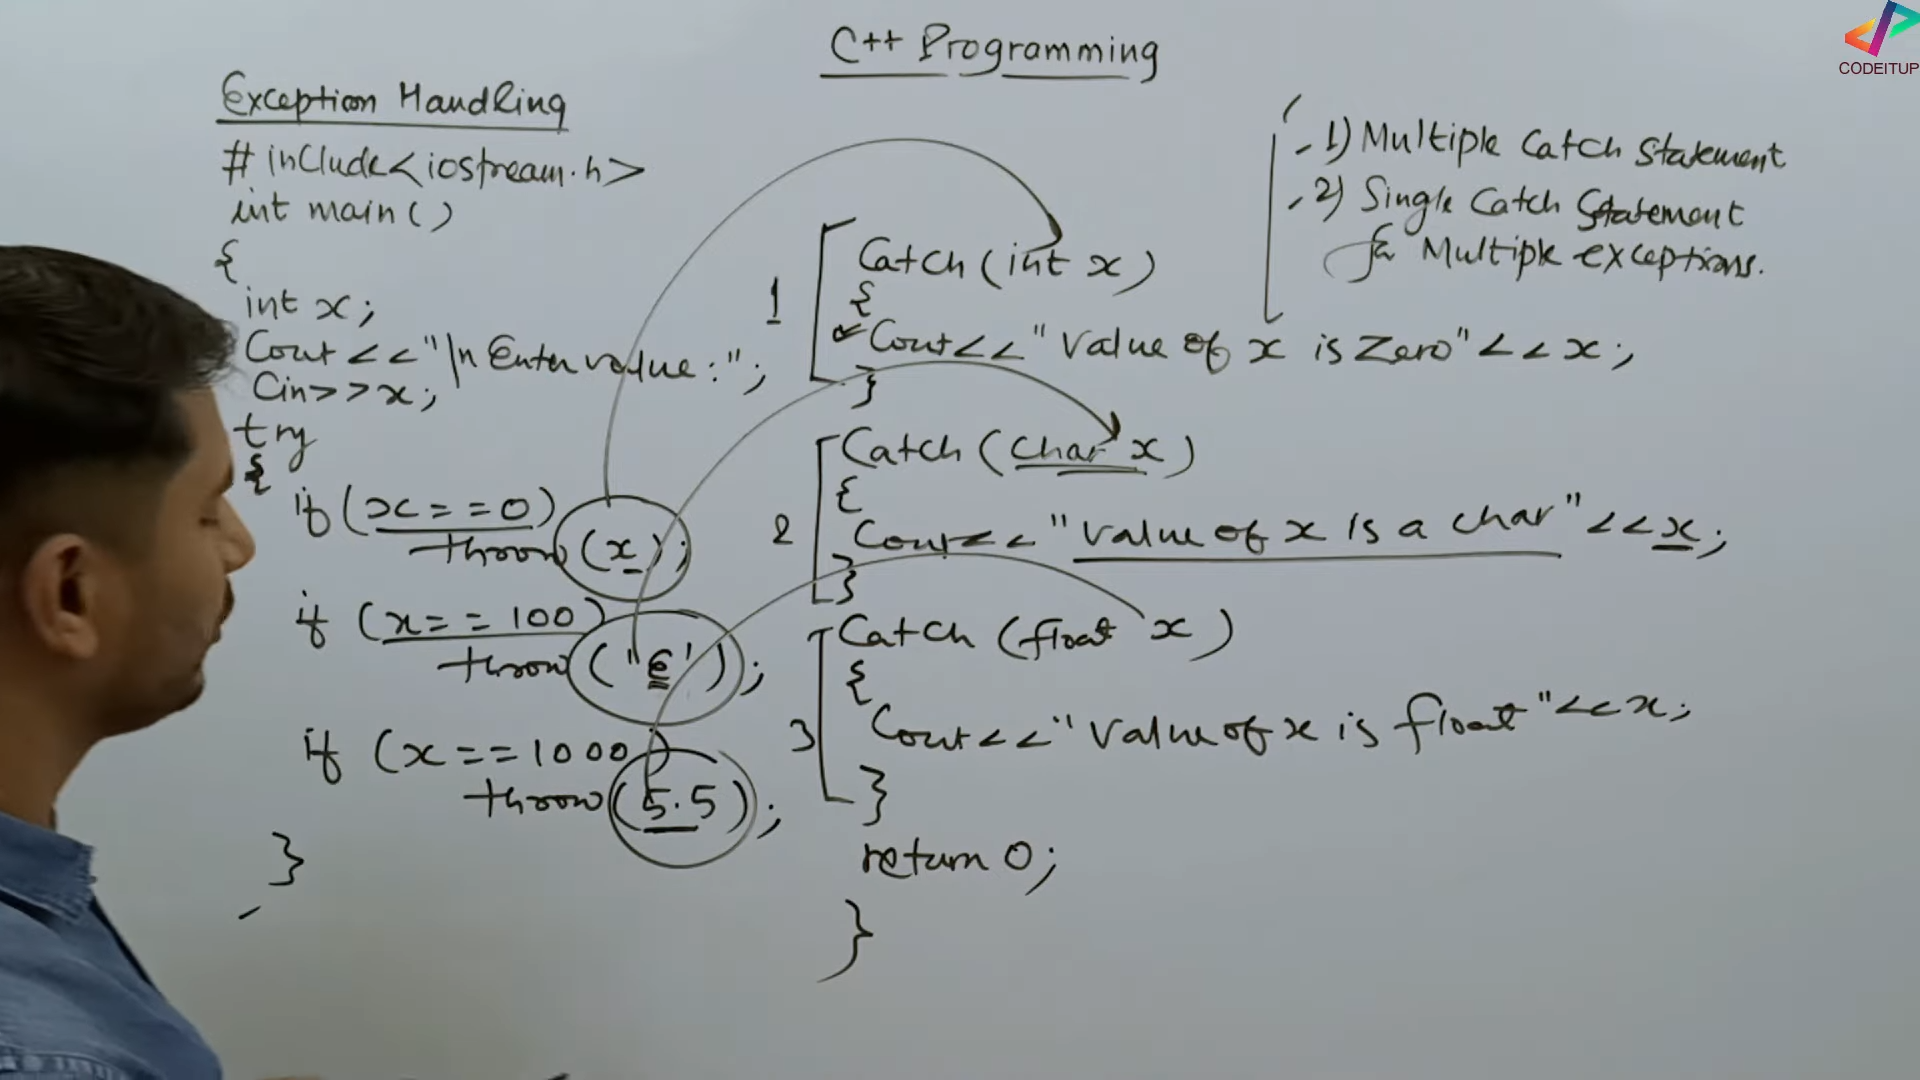 C++ Programming
CODEITUP
Exception Handling
# include<iostream.h>
int main()
{
int x;
Cout<<"\n Enter value:";
Cin>>x;
try
{
if (x==0)
throw (x);
if (x==100)
throw ("E');
if (x==1000)
throw (5.5);
}
1
Catch (int x)
{
Cout<<"Value of x is Zero"<<x;
}
2
Catch (char x)
{
Cout<<"Value of x is a char"<<x;
}
3
Catch (float x)
{
Cout<<"Value of x is float"<<x;
}
return 0;
}
1) Multiple Catch Statement
2) Single Catch Statement
for Multiple exceptions.